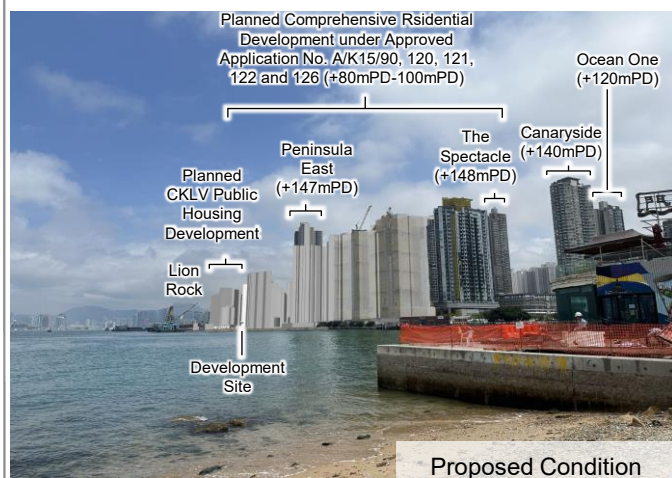 Planned Comprehensive Rsidential
Development under Approved
Application No. A/K15/90, 120, 121,
122 and 126 (+80mPD-100mPD)
Ocean One
(+120mPD)
Canaryside
(+140mPD)
The
Spectacle
(+148mPD)
Peninsula
East
(+147mPD)
Planned
CKLV Public
Housing
Development
Lion
Rock
Development
Site
Proposed Condition